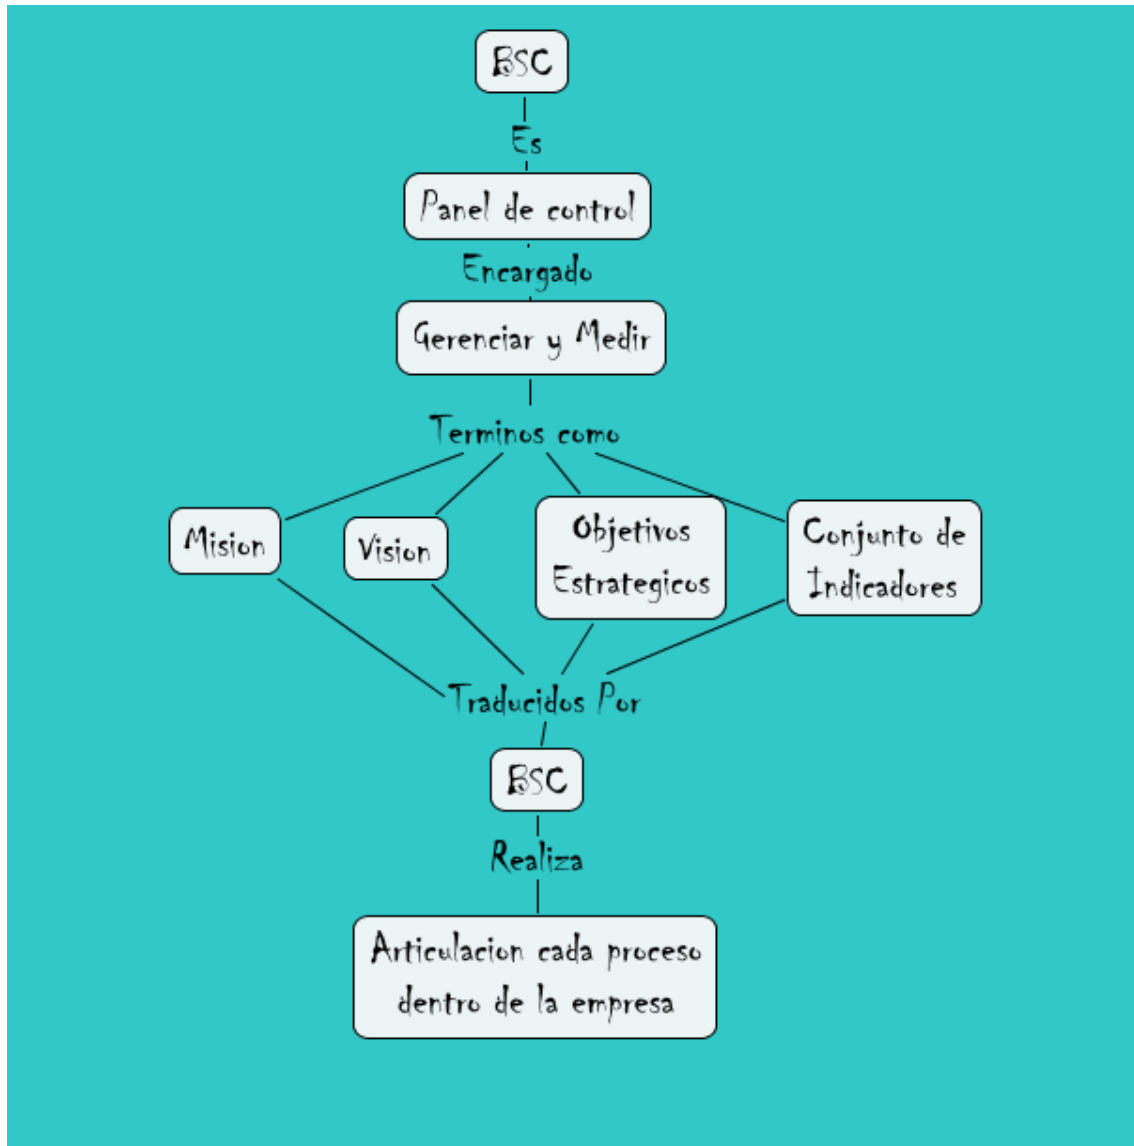 BSC
Es
Panel de control
Encargado
Gerenciar y Medir
Terminos como
Mision
Vision
Objetivos
Estrategicos
Conjunto de
Indicadores
Traducidos Por
BSC
Realiza
Articulacion cada proceso
dentro de la empresa